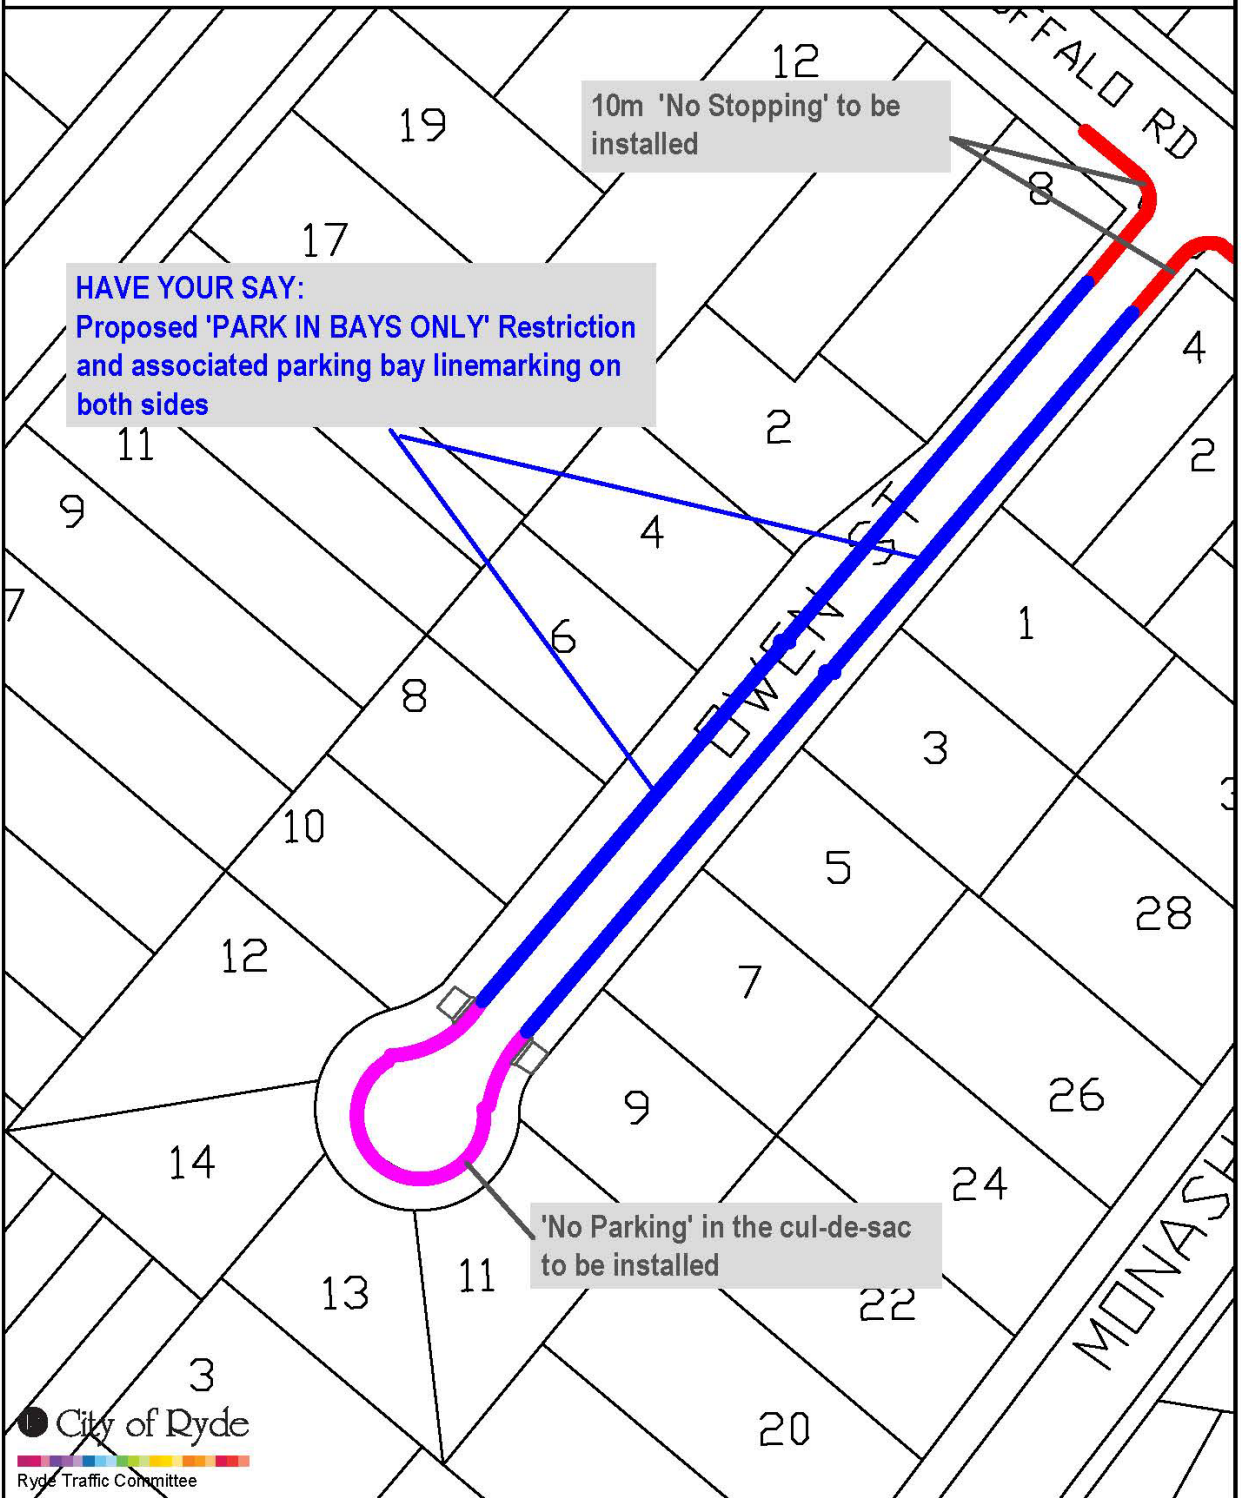 12
UFFALO RD
10m 'No Stopping' to be
installed
19
8
17
HAVE YOUR SAY:
Proposed 'PARK IN BAYS ONLY' Restriction
and associated parking bay linemarking on
both sides
4
2
2
11
9
4
OWEN ST
7
6
1
8
3
3
10
5
28
12
7
9
26
14
24
'No Parking' in the cul-de-sac
to be installed
11
13
22
MONASH
3
20
City of Ryde
Ryde Traffic Committee